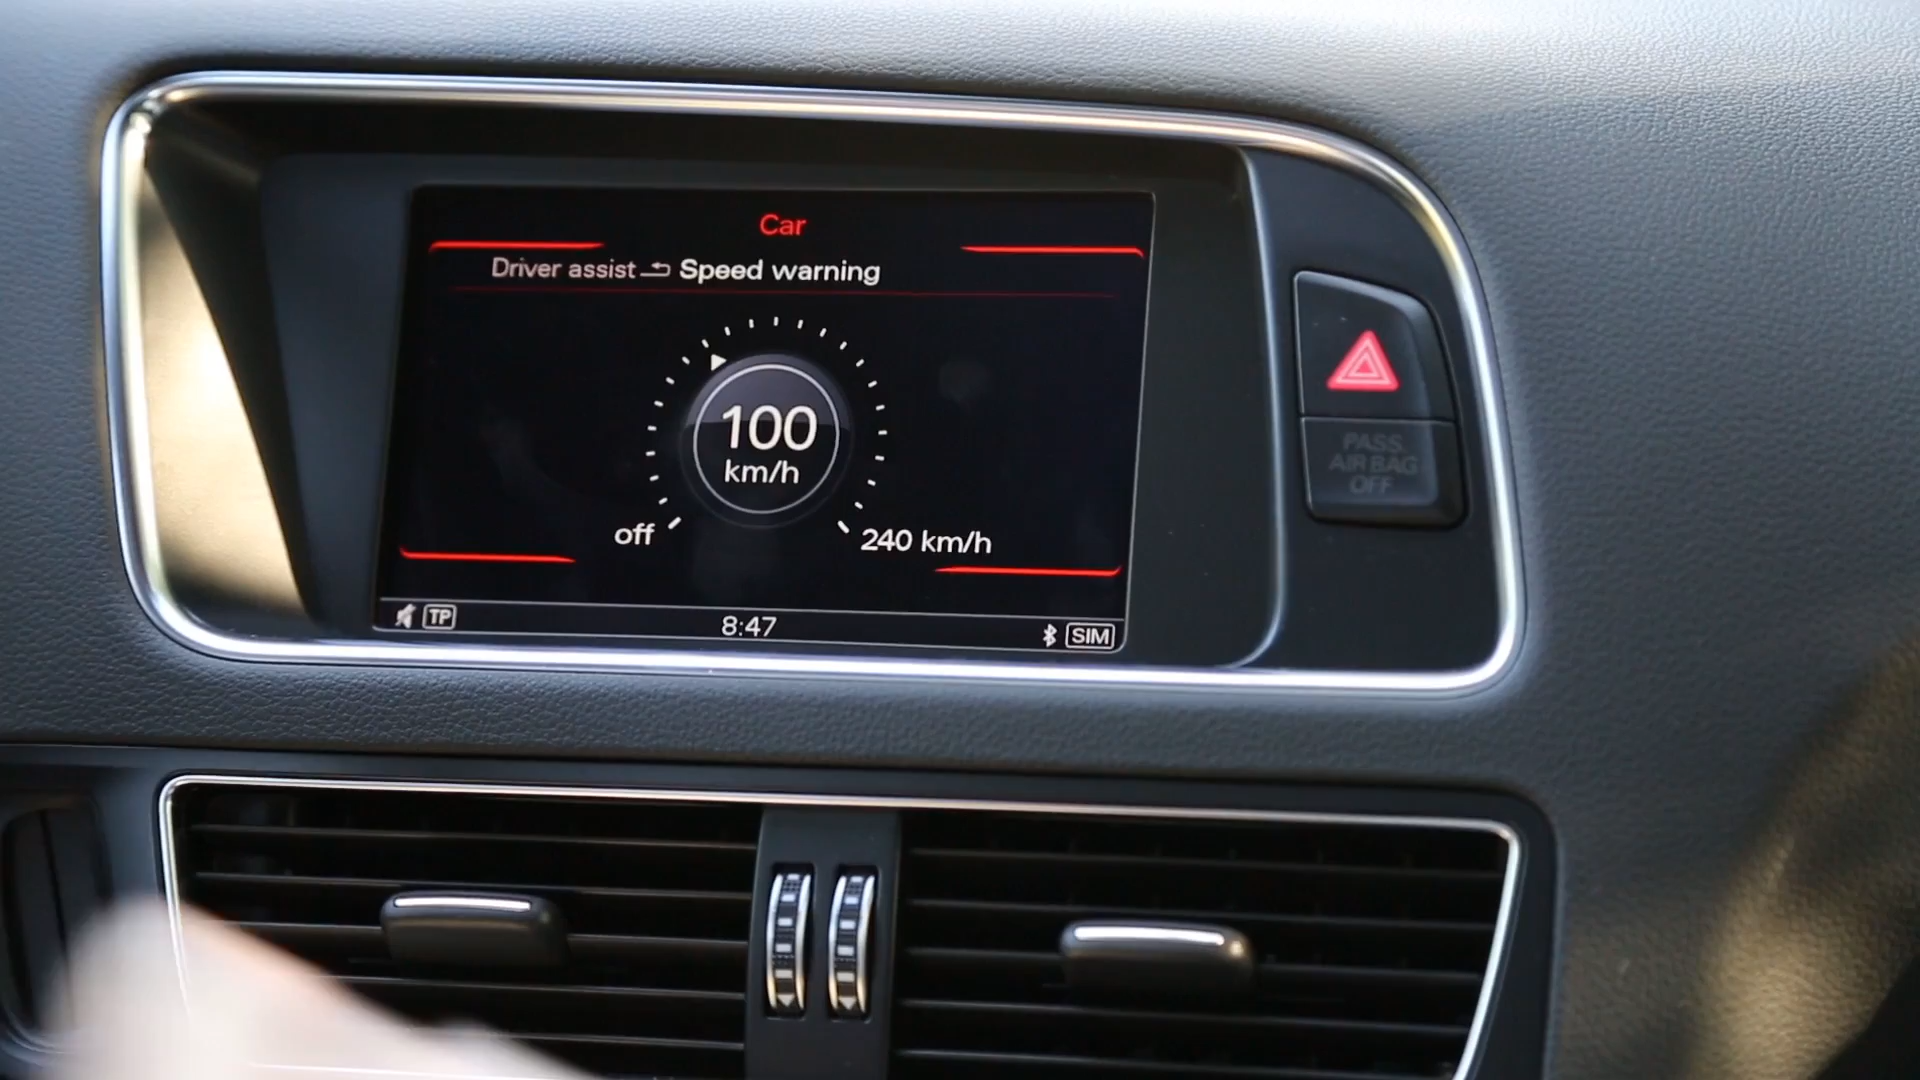 Car
Driver assist Speed warning
100
km/h
off
240 km/h
TP
8:47
SIM
PASS
AIR BAG
OFF